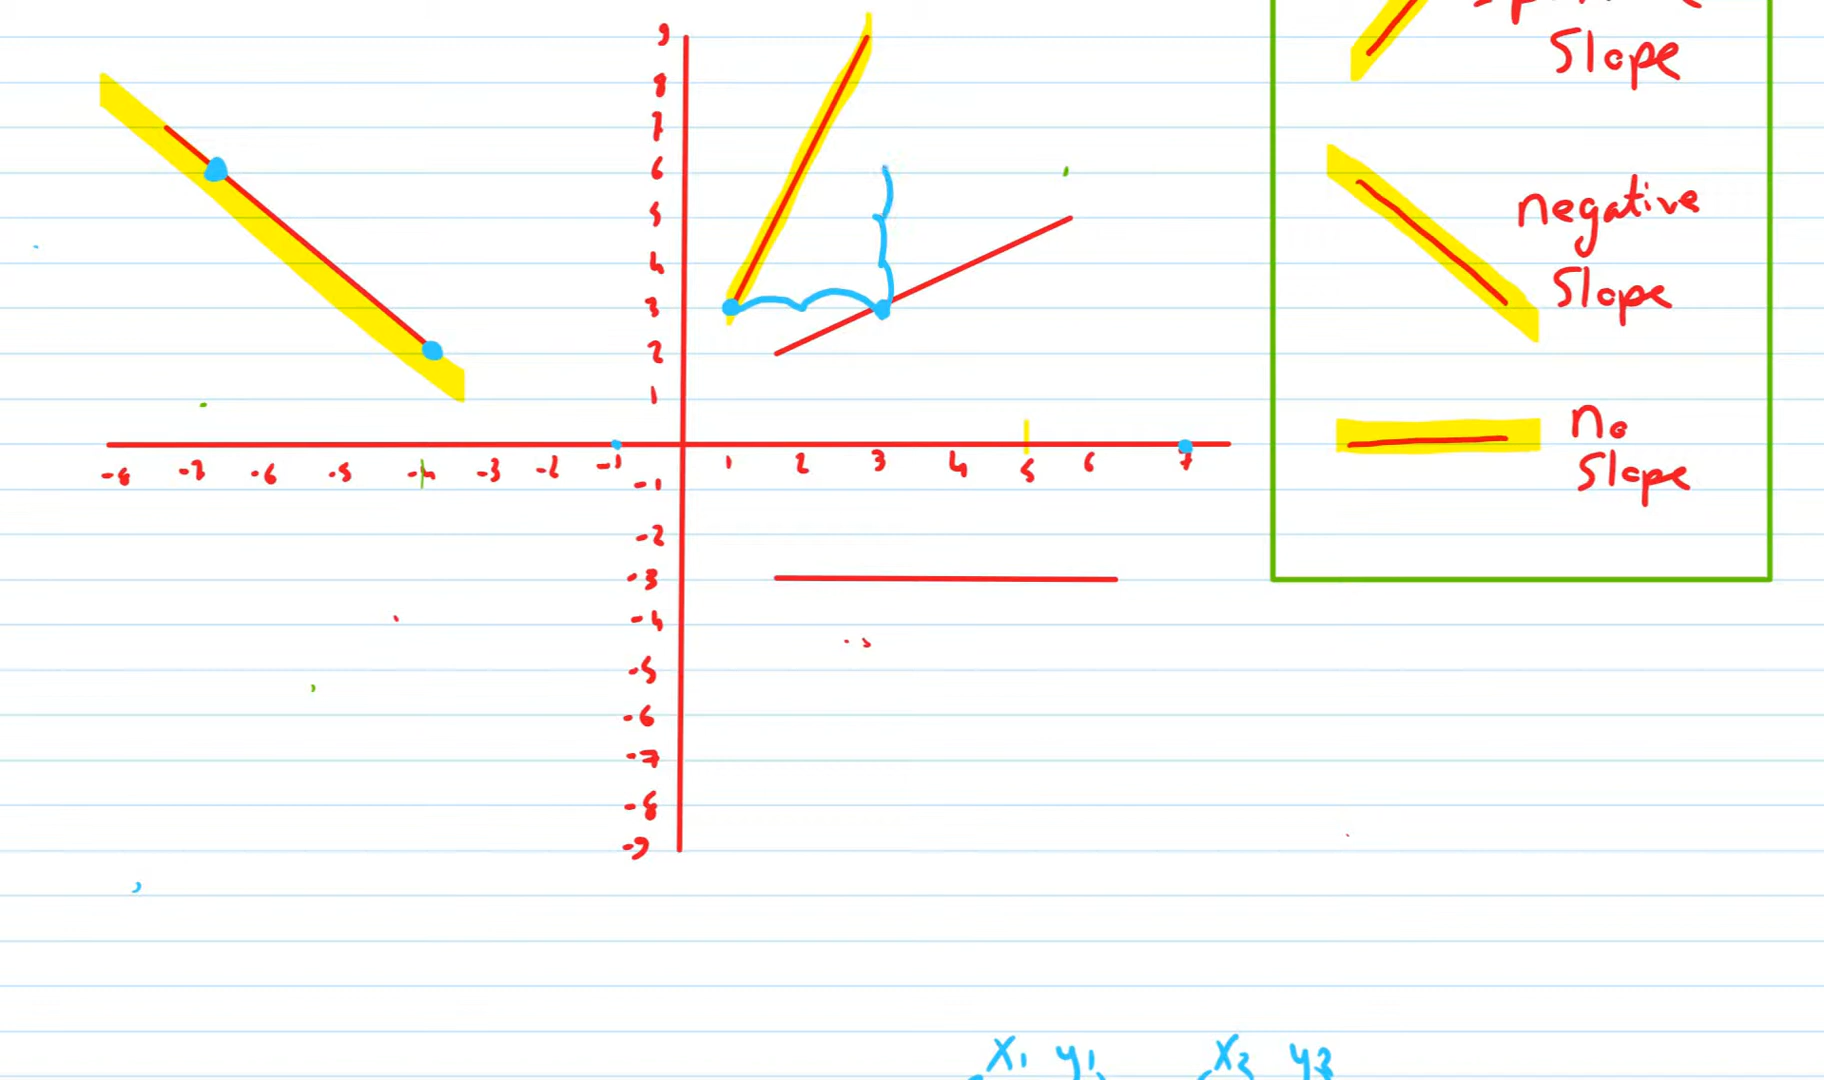 9
8
7
6
5
4
3
2
1
-8 -7 -6 -5 -4 -3 -2 -1 1 2 3 4 5 6 7
-1
-2
-3
-4
-5
-6
-7
-8
-9
Slope
negative
Slope
no
Slope
x1 y1 x2 y2